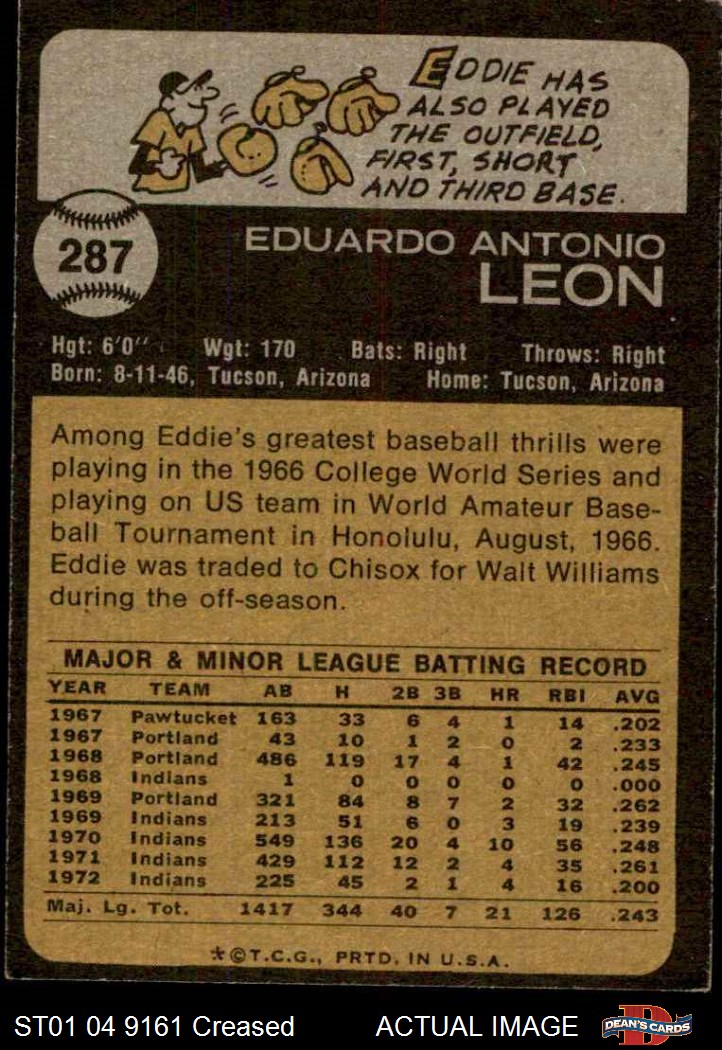 EDDIE HAS
ALSO PLAYED
THE OUTFIELD,
FIRST, SHORT
AND THIRD BASE.
287
EDUARDO ANTONIO
LEON
Hgt: 6'0" Wgt: 170 Bats: Right Throws: Right
Born: 8-11-46, Tucson, Arizona Home: Tucson, Arizona
Among Eddie's greatest baseball thrills were
playing in the 1966 College World Series and
playing on US team in World Amateur Base-
ball Tournament in Honolulu, August, 1966.
Eddie was traded to Chisox for Walt Williams
during the off-season.
MAJOR & MINOR LEAGUE BATTING RECORD
YEAR TEAM AB H 2B 3B HR RBI AVG
1967 Pawtucket 163 33 6 4 1 14 .202
1967 Portland 43 10 1 2 0 2 .233
1968 Portland 486 119 17 4 1 42 .245
1968 Indians 1 0 0 0 0 0 .000
1969 Portland 321 84 8 7 2 32 .262
1969 Indians 213 51 6 0 3 19 .239
1970 Indians 549 136 20 4 10 56 .248
1971 Indians 429 112 12 2 4 35 .261
1972 Indians 225 45 2 1 4 16 .200
Maj. Lg. Tot. 1417 344 40 7 21 126 .243
*©T.C.G., PRTD. IN U.S.A.
ST01 04 9161 Creased ACTUAL IMAGE
DEAN'S CARDS